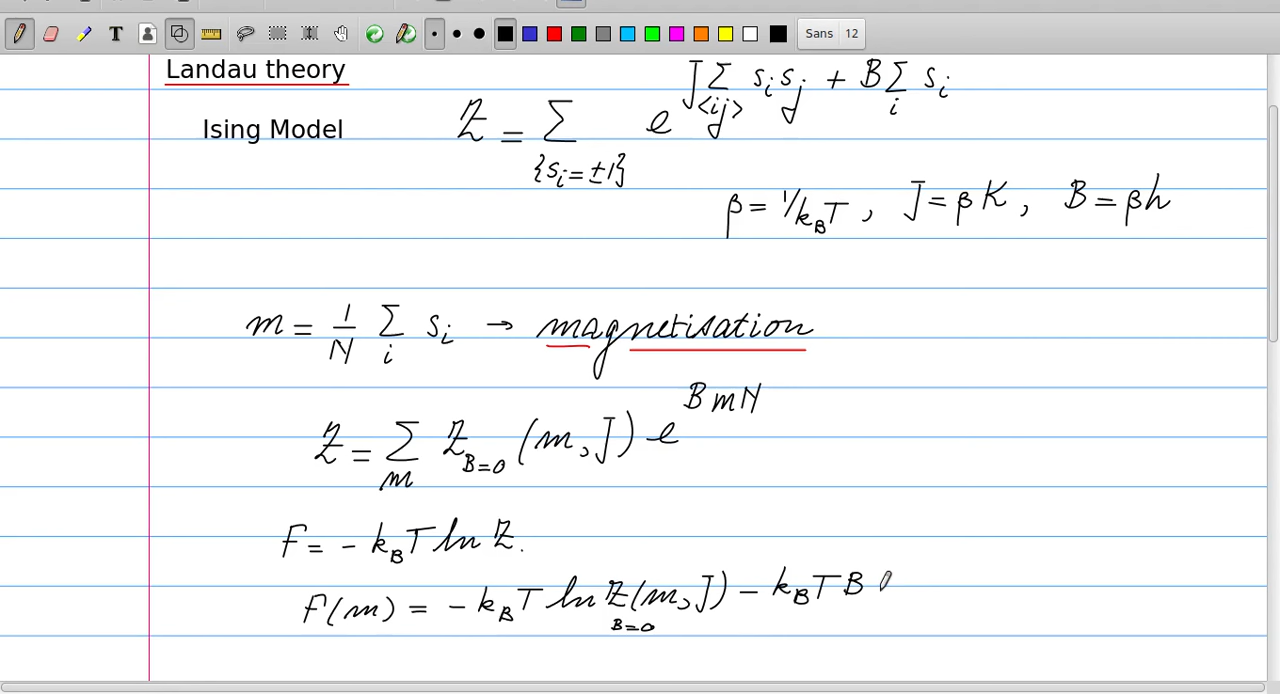 Sans 12
Landau theory
Ising Model
Z = Σ_{{s_i = ±1}} e^{J Σ_{<ij>} s_i s_j + B Σ_i s_i}
β = 1/k_B T , J = βK , B = βh
m = 1/N Σ_i s_i → magnetisation
Z = Σ_m Z_{B=0} (m, J) e^{BmN}
F = - k_B T ln Z.
F(m) = - k_B T ln Z_{B=0} (m, J) - k_B T B